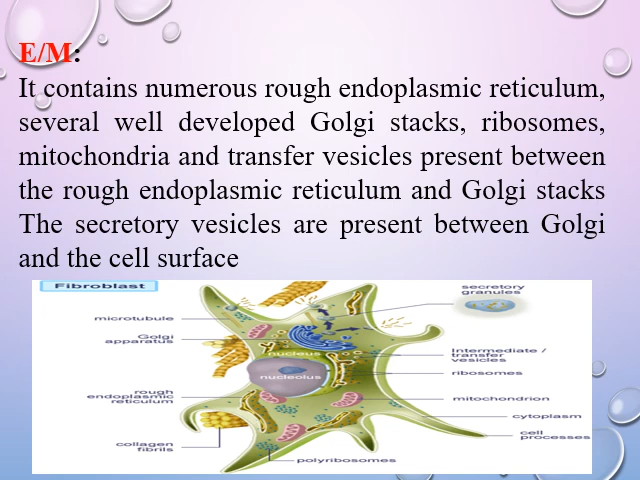 E/M:
It contains numerous rough endoplasmic reticulum,
several well developed Golgi stacks, ribosomes,
mitochondria and transfer vesicles present between
the rough endoplasmic reticulum and Golgi stacks
The secretory vesicles are present between Golgi
and the cell surface
Fibroblast
secretory
granules
microtubule
Golgi
apparatus
nucleus
Intermediate /
transfer
vesicles
nucleolus
ribosomes
rough
endoplasmic
reticulum
mitochondrion
cytoplasm
cell
processes
collagen
fibrils
polyribosomes